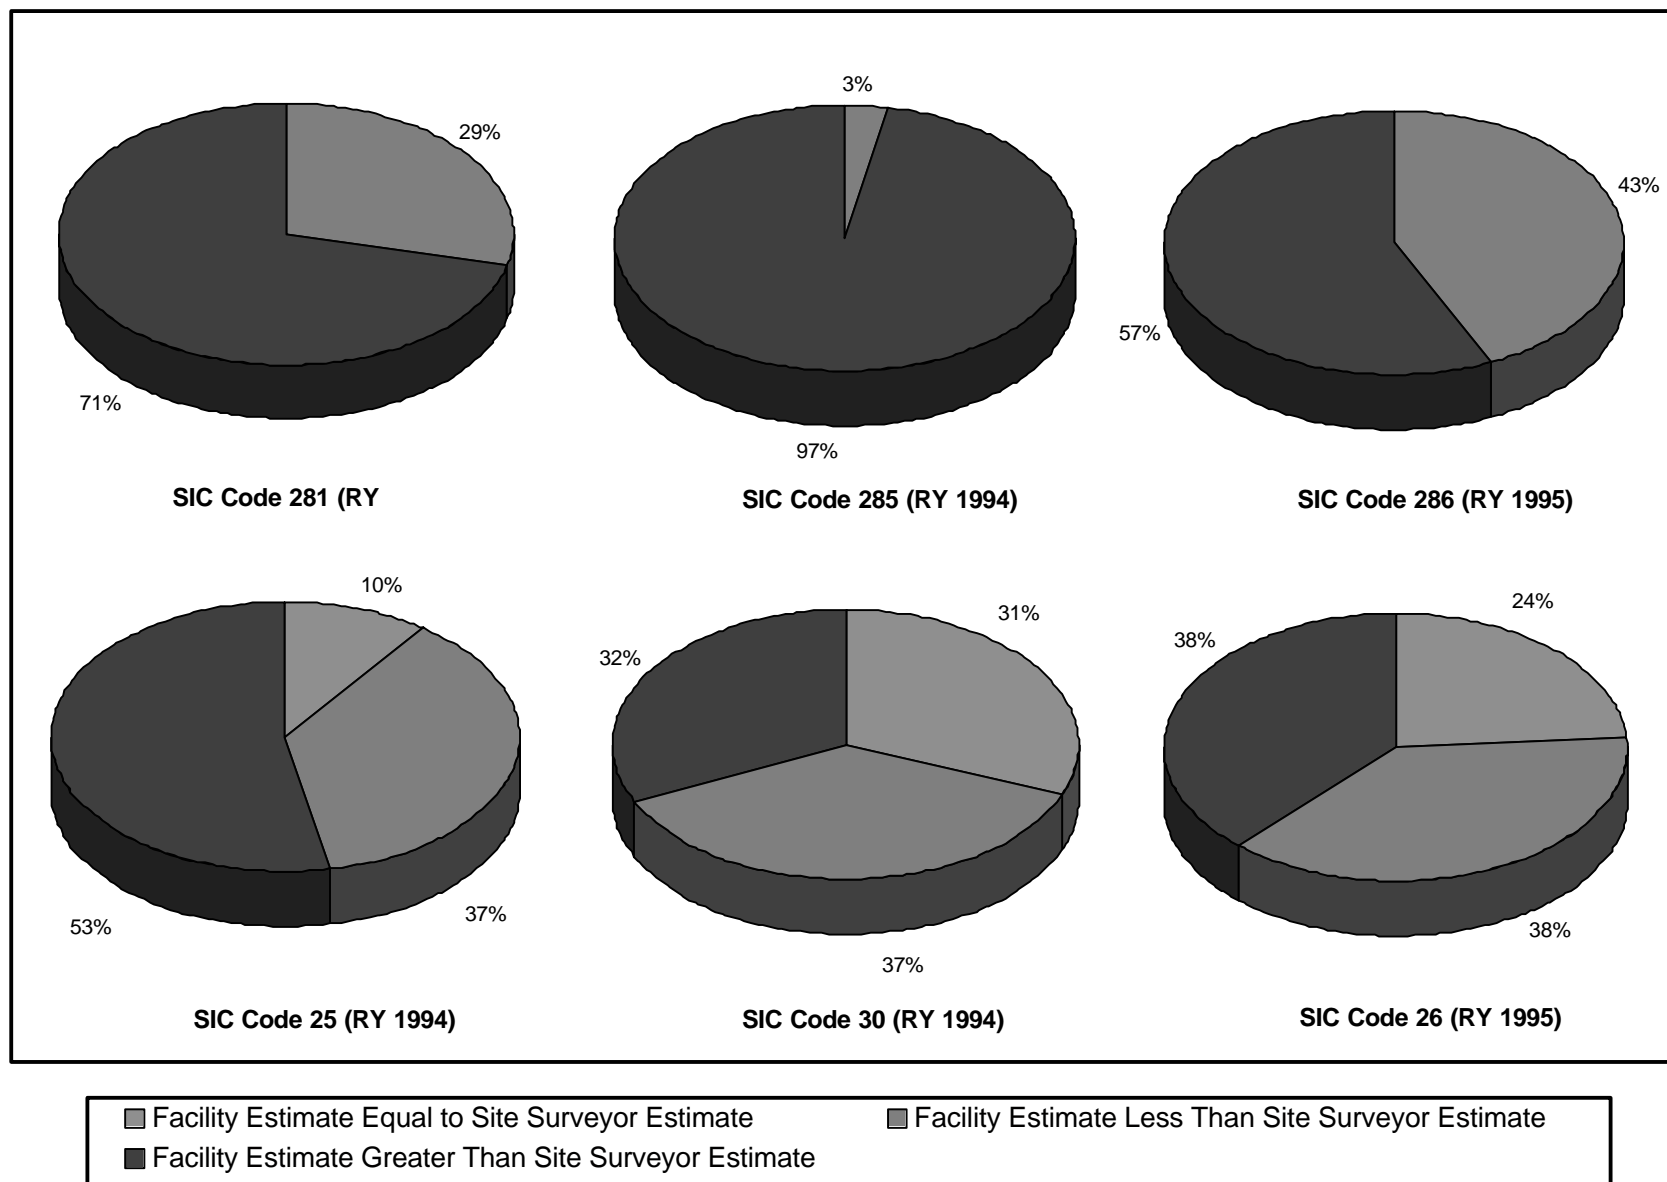 3%
29%
43%
57%
71%
97%
SIC Code 281 (RY
SIC Code 285 (RY 1994)
SIC Code 286 (RY 1995)
10%
31%
24%
32%
38%
53%
37%
37%
38%
SIC Code 25 (RY 1994)
SIC Code 30 (RY 1994)
SIC Code 26 (RY 1995)
Facility Estimate Equal to Site Surveyor Estimate
Facility Estimate Less Than Site Surveyor Estimate
Facility Estimate Greater Than Site Surveyor Estimate